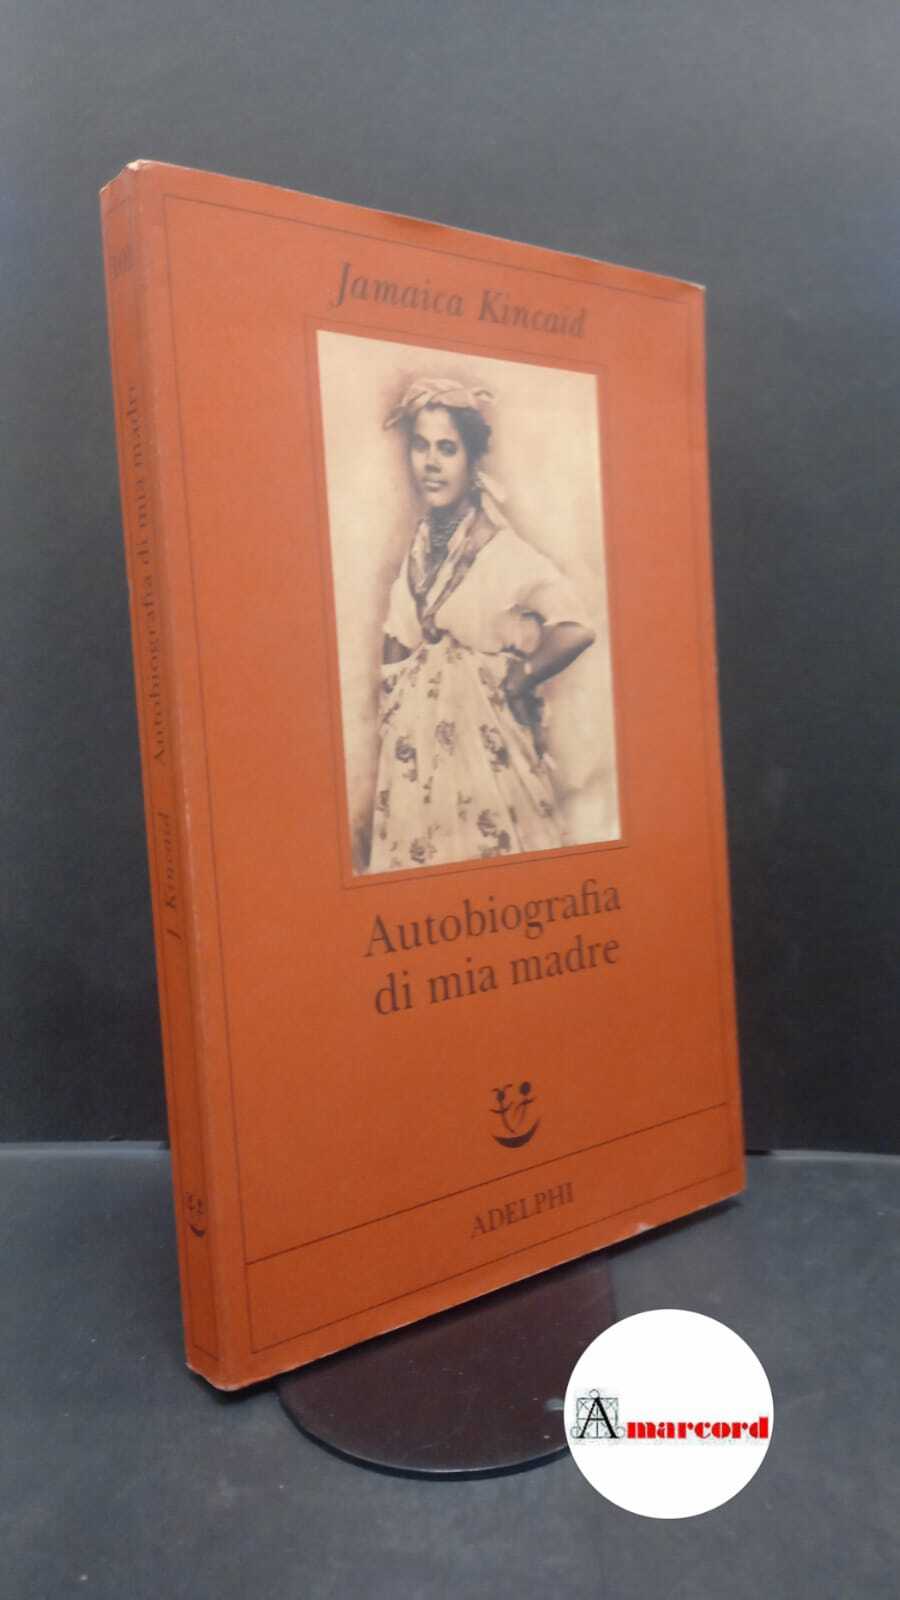 Jamaica Kincaid
Autobiografia
di mia madre
ADELPHI
J. Kincaid Autobiografia di mia madre
Amarcord